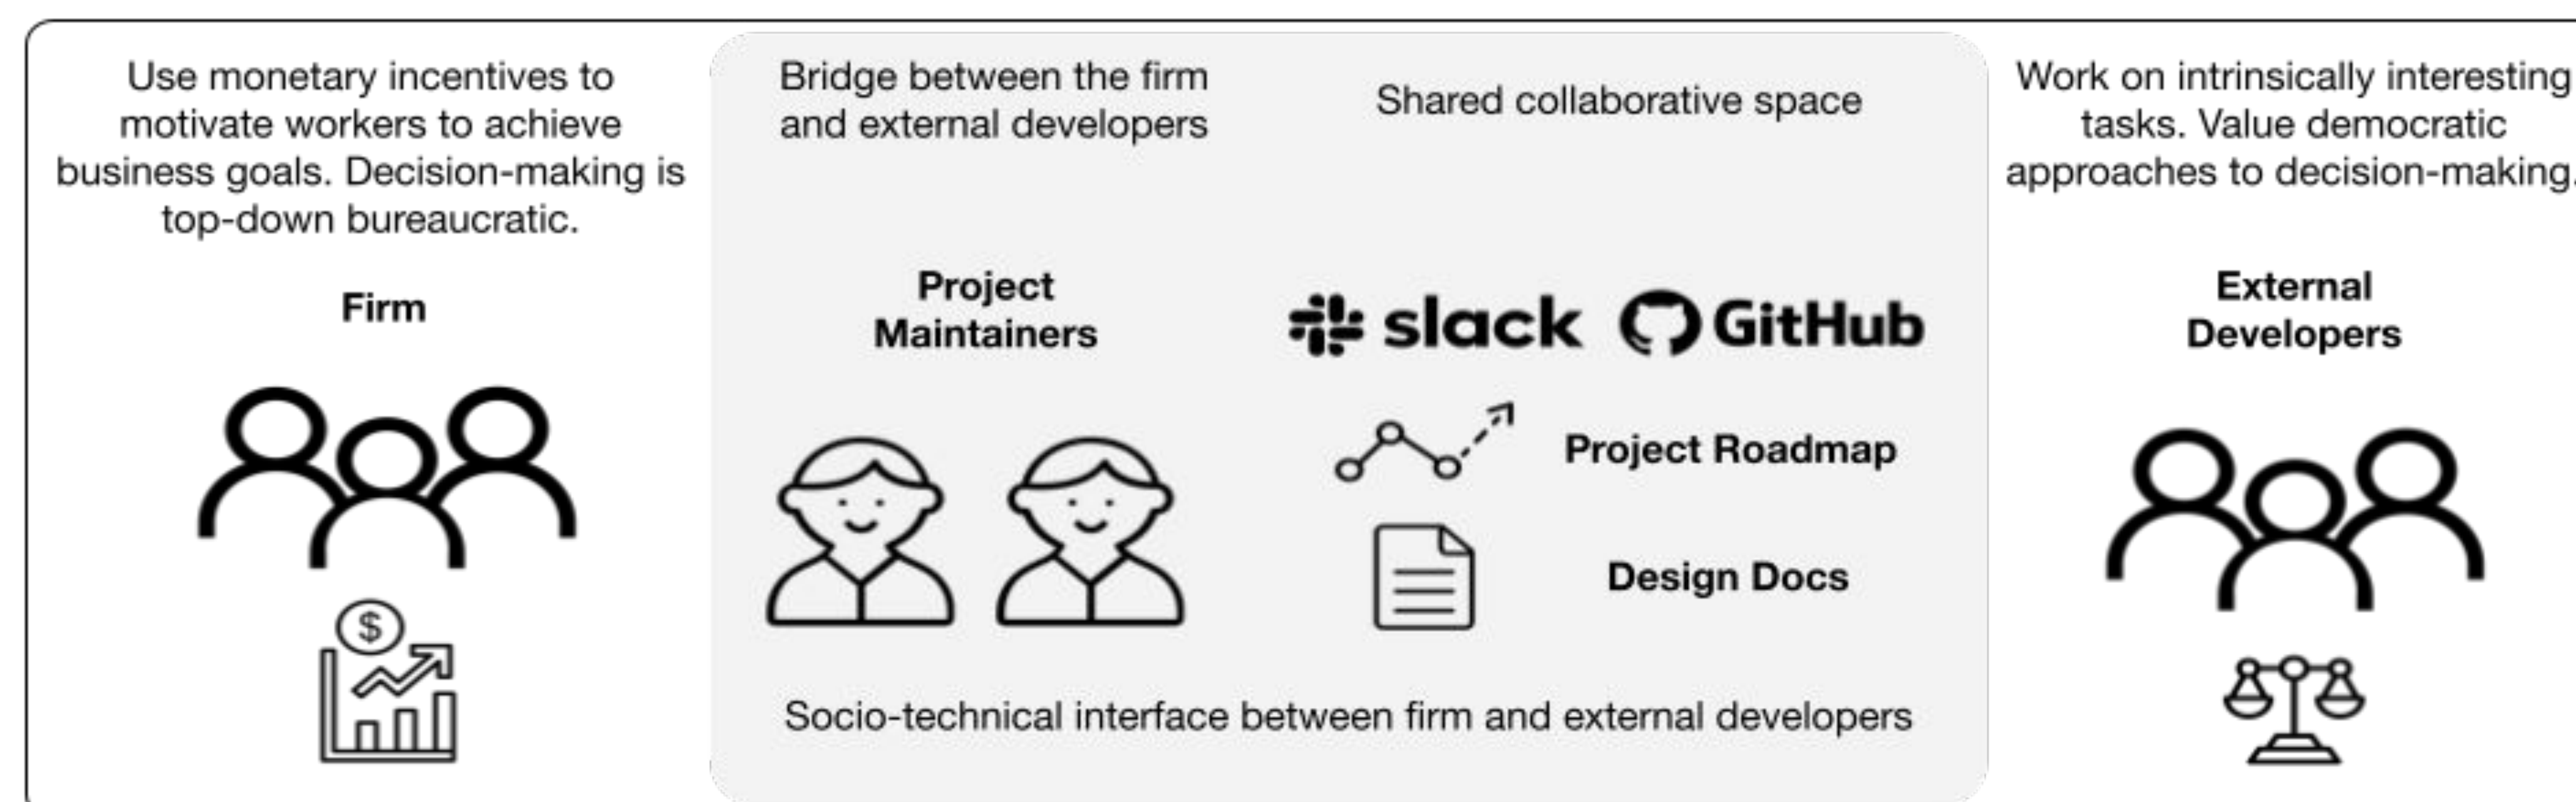 Use monetary incentives to
motivate workers to achieve
business goals. Decision-making is
top-down bureaucratic.
Firm
$
Bridge between the firm
and external developers
Project
Maintainers
Shared collaborative space
slack GitHub
Project Roadmap
Design Docs
Socio-technical interface between firm and external developers
Work on intrinsically interesting
tasks. Value democratic
approaches to decision-making.
External
Developers